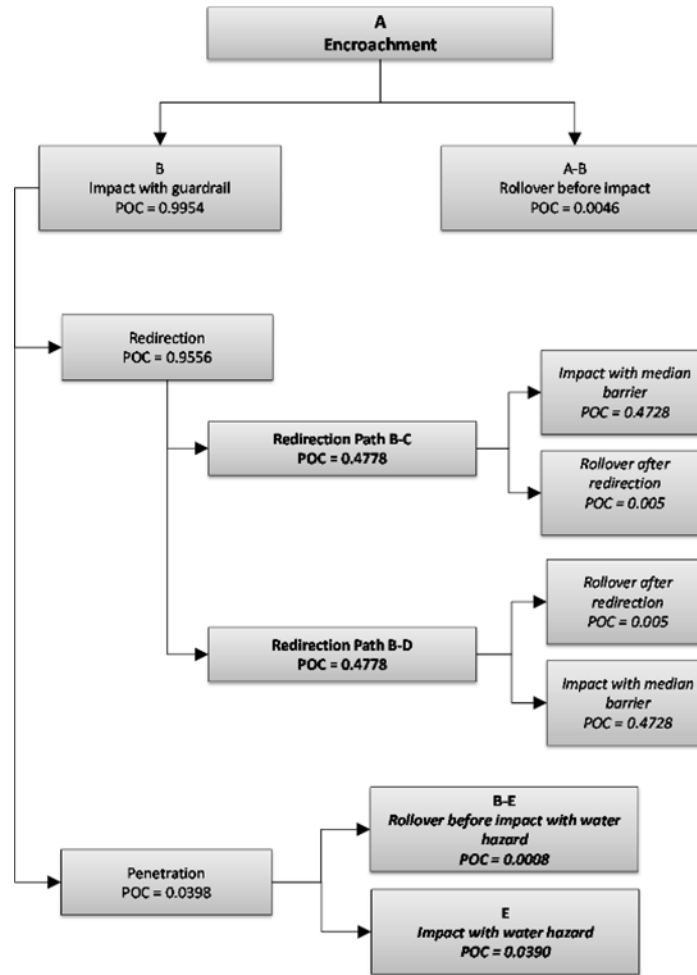 A
Encroachment
B
Impact with guardrail
POC = 0.9954
A-B
Rollover before impact
POC = 0.0046
Redirection
POC = 0.9556
Redirection Path B-C
POC = 0.4778
Impact with median
barrier
POC = 0.4728
Rollover after
redirection
POC = 0.005
Redirection Path B-D
POC = 0.4778
Rollover after
redirection
POC = 0.005
Impact with median
barrier
POC = 0.4728
Penetration
POC = 0.0398
B-E
Rollover before impact with water
hazard
POC = 0.0008
E
Impact with water hazard
POC = 0.0390